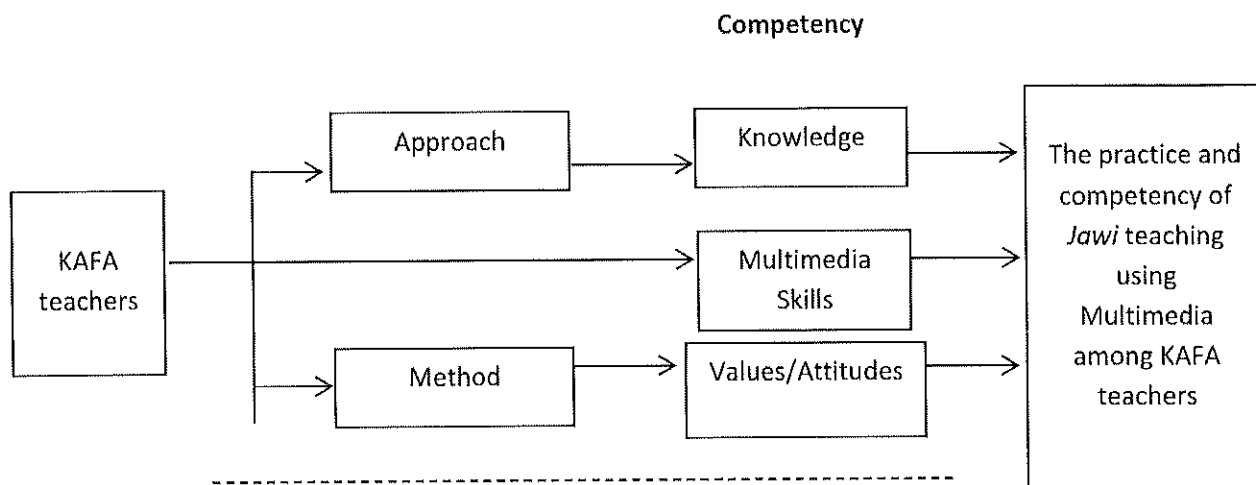 Competency
Approach
Knowledge
KAFA
teachers
Multimedia
Skills
Method
Values/Attitudes
The practice and
competency of
Jawi teaching
using
Multimedia
among KAFA
teachers